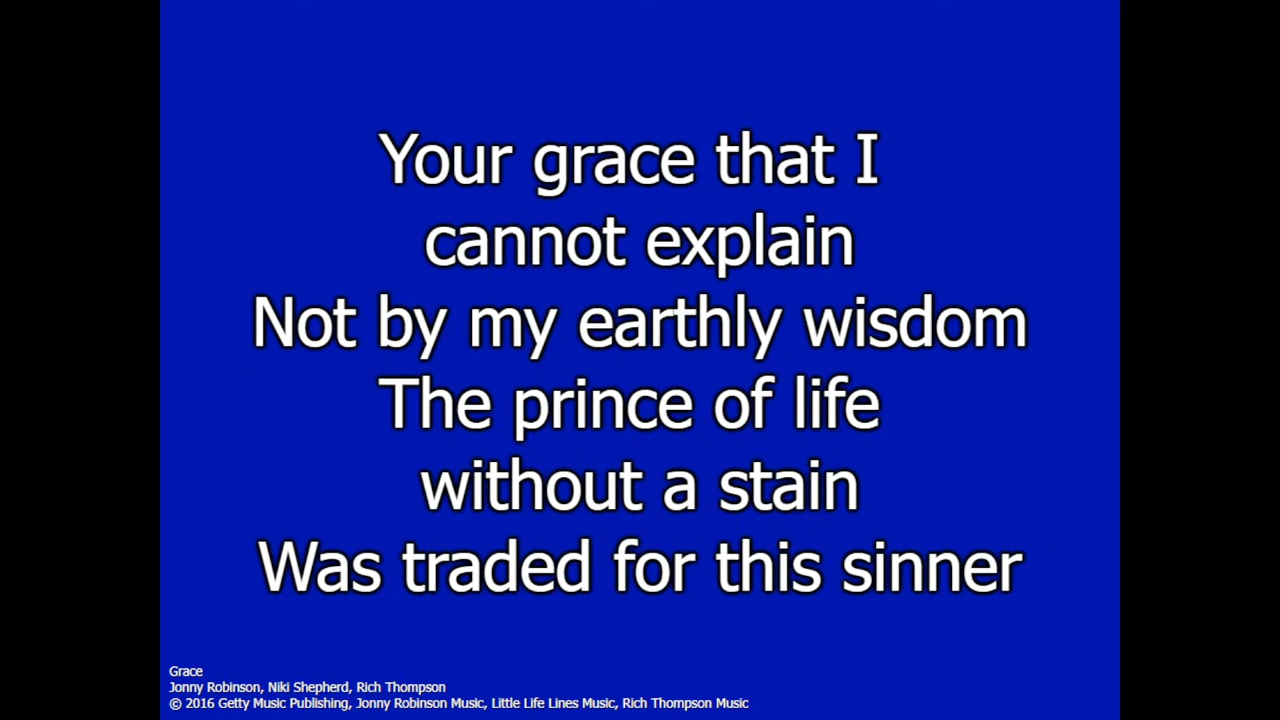 Your grace that I
cannot explain
Not by my earthly wisdom
The prince of life
without a stain
Was traded for this sinner
Grace
Jonny Robinson, Niki Shepherd, Rich Thompson
© 2016 Getty Music Publishing, Jonny Robinson Music, Little Life Lines Music, Rich Thompson Music